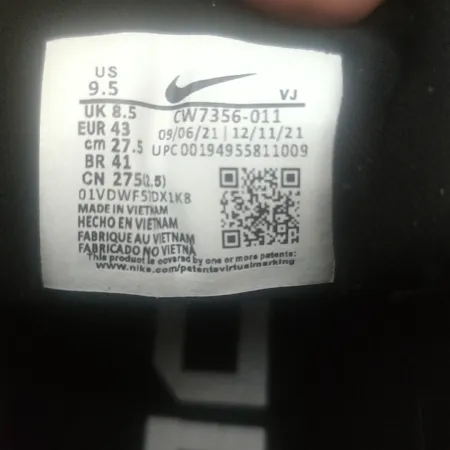 US
9.5
VJ
UK 8.5
CW7356-011
EUR 43
09/06/21 | 12/11/21
cm 27.5
UPC 00194955811009
BR 41
CN 275(2.5)
MADE IN VIETNAM
HECHO EN VIETNAM
FABRIQUE AU VIETNAM
FABRICADO NO VIETNA
This product is covered by one or more patents:
www.nike.com/patentsvirtualmarking